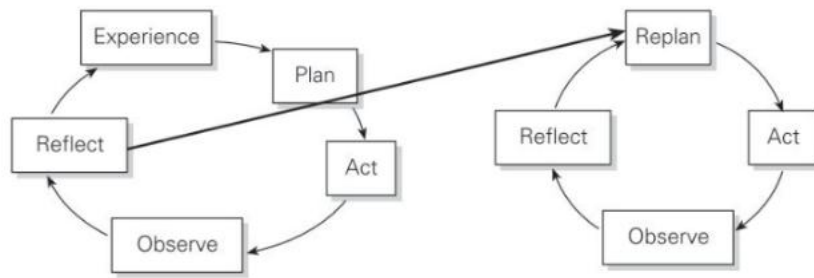 Experience
Plan
Act
Observe
Reflect
Replan
Act
Observe
Reflect